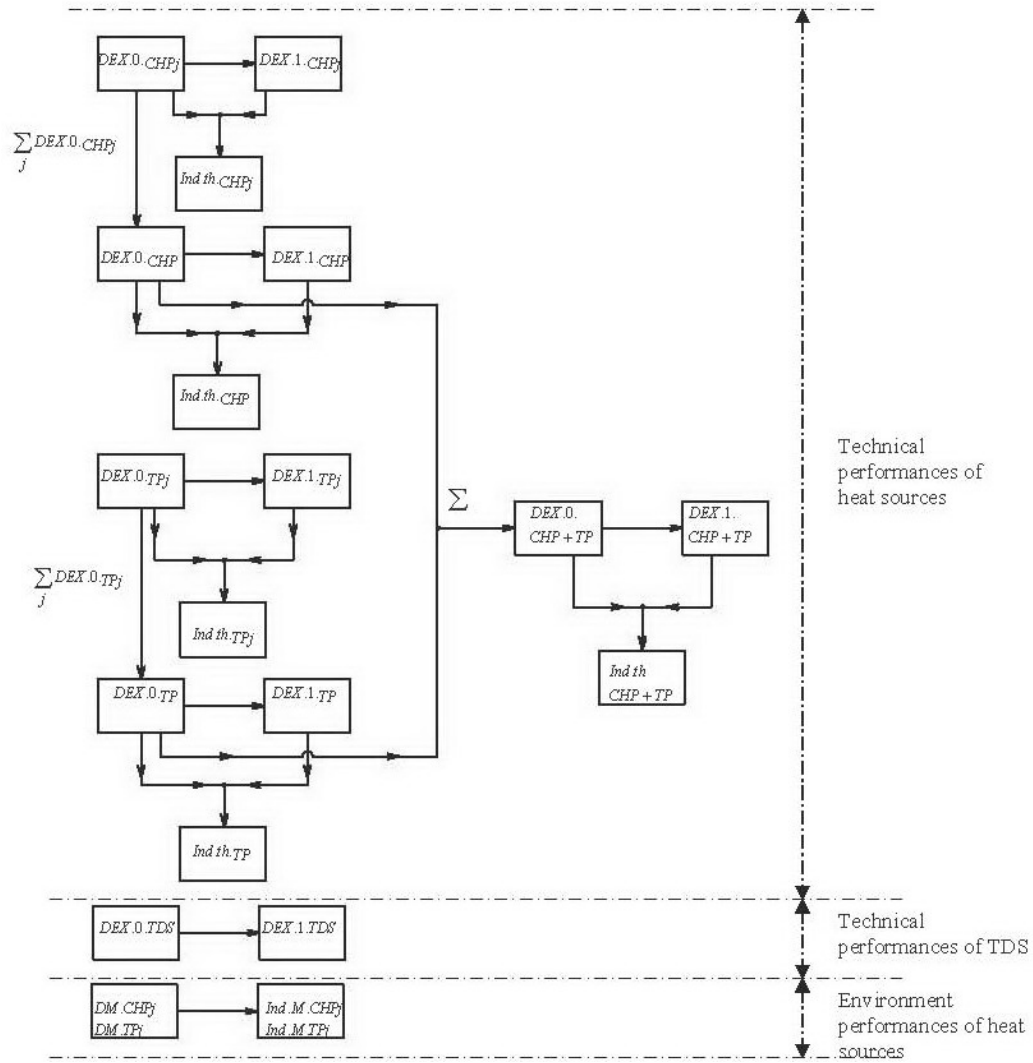 DEX.0.CHPj
DEX.1.CHPj
∑ DEX.0.CHPj
j
Ind th.CHPj
DEX.0.CHP
DEX.1.CHP
Ind.th.CHP
DEX.0.TPj
DEX.1.TPj
∑ DEX.0.TPj
j
Ind th.TPj
DEX.0.TP
DEX.1.TP
Ind th.TP
∑
DEX.0.
CHP + TP
DEX.1.
CHP + TP
Ind th
CHP + TP
Technical
performances of
heat sources
DEX.0.TDS
DEX.1.TDS
Technical
performances of TDS
DM.CHPj
DM.TPj
Ind.M.CHPj
Ind.M.TPj
Environment
performances of heat
sources